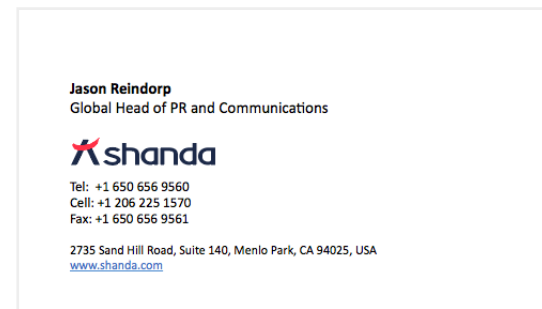 Jason Reindorp
Global Head of PR and Communications
shanda
Tel: +1 650 656 9560
Cell: +1 206 225 1570
Fax: +1 650 656 9561
2735 Sand Hill Road, Suite 140, Menlo Park, CA 94025, USA
www.shanda.com